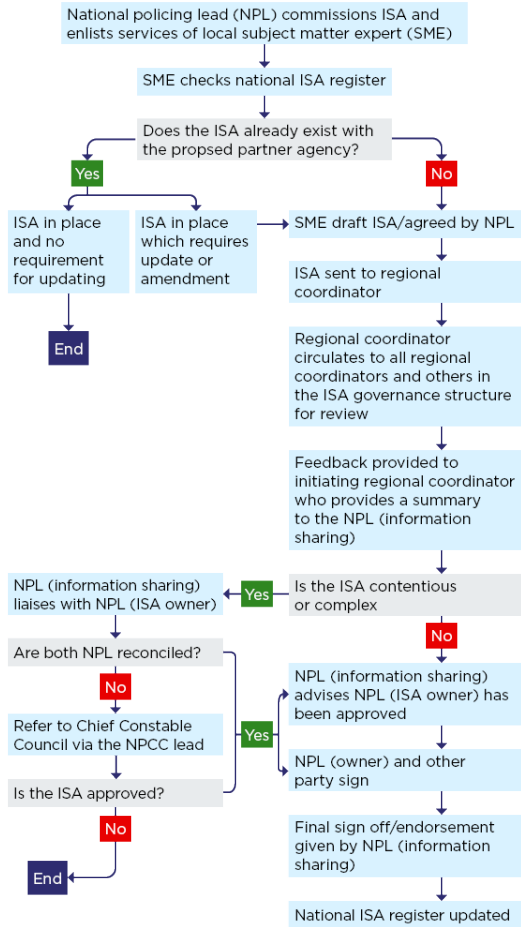 National policing lead (NPL) commissions ISA and
enlists services of local subject matter expert (SME)
SME checks national ISA register
Does the ISA already exist with
the propsed partner agency?
Yes
No
ISA in place
and no
requirement
for updating
ISA in place
which requires
update or
amendment
SME draft ISA/agreed by NPL
End
ISA sent to regional
coordinator
Regional coordinator
circulates to all regional
coordinators and others in
the ISA governance structure
for review
Feedback provided to
initiating regional coordinator
who provides a summary
to the NPL (information
sharing)
Is the ISA contentious
or complex
Yes
No
NPL (information sharing)
liaises with NPL (ISA owner)
Are both NPL reconciled?
No
Refer to Chief Constable
Council via the NPCC lead
Is the ISA approved?
No
End
Yes
NPL (information sharing)
advises NPL (ISA owner) has
been approved
NPL (owner) and other
party sign
Final sign off/endorsement
given by NPL (information
sharing)
National ISA register updated